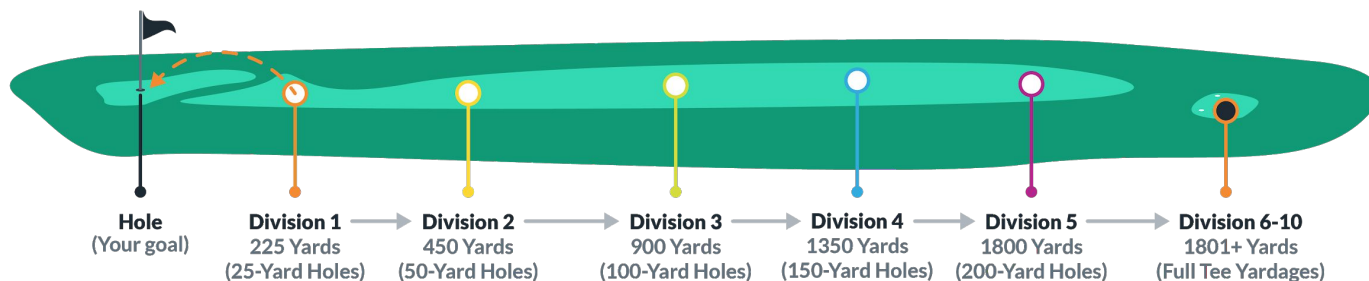 Hole
(Your goal)
Division 1
225 Yards
(25-Yard Holes)
Division 2
450 Yards
(50-Yard Holes)
Division 3
900 Yards
(100-Yard Holes)
Division 4
1350 Yards
(150-Yard Holes)
Division 5
1800 Yards
(200-Yard Holes)
Division 6-10
1801+ Yards
(Full Tee Yardages)